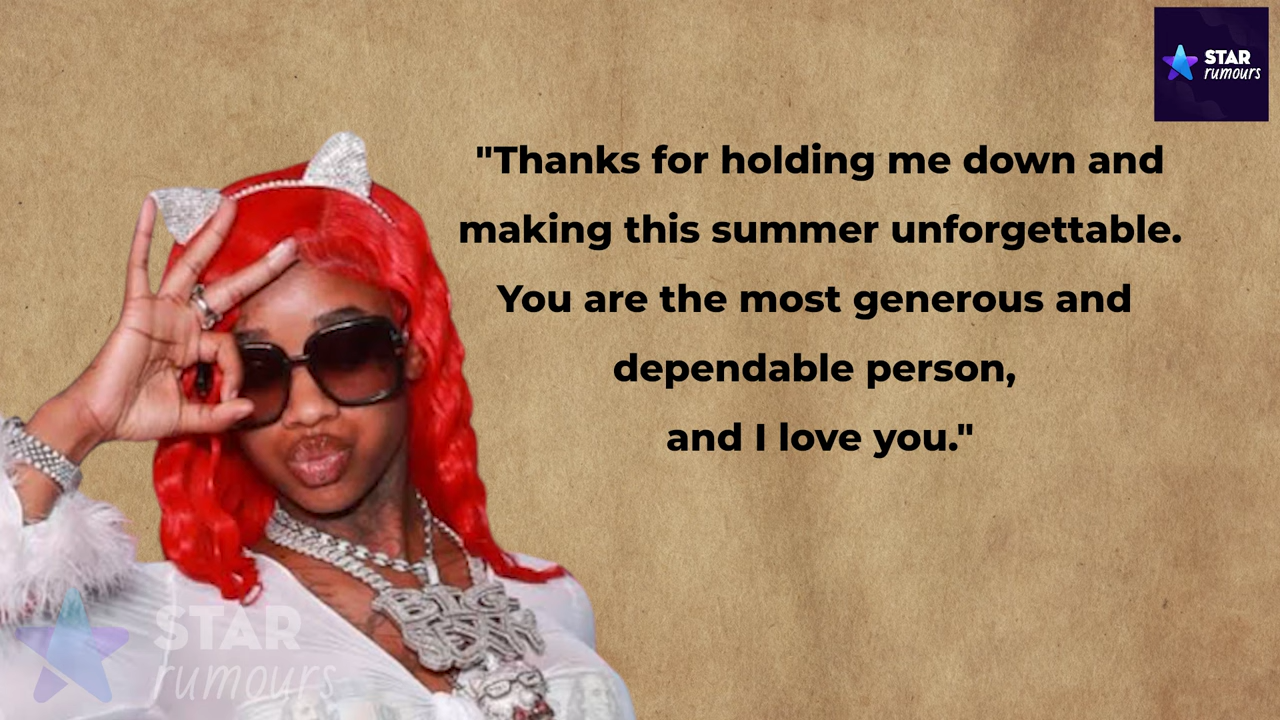 STAR
rumours
"Thanks for holding me down and
making this summer unforgettable.
You are the most generous and
dependable person,
and I love you."
STAR
rumours